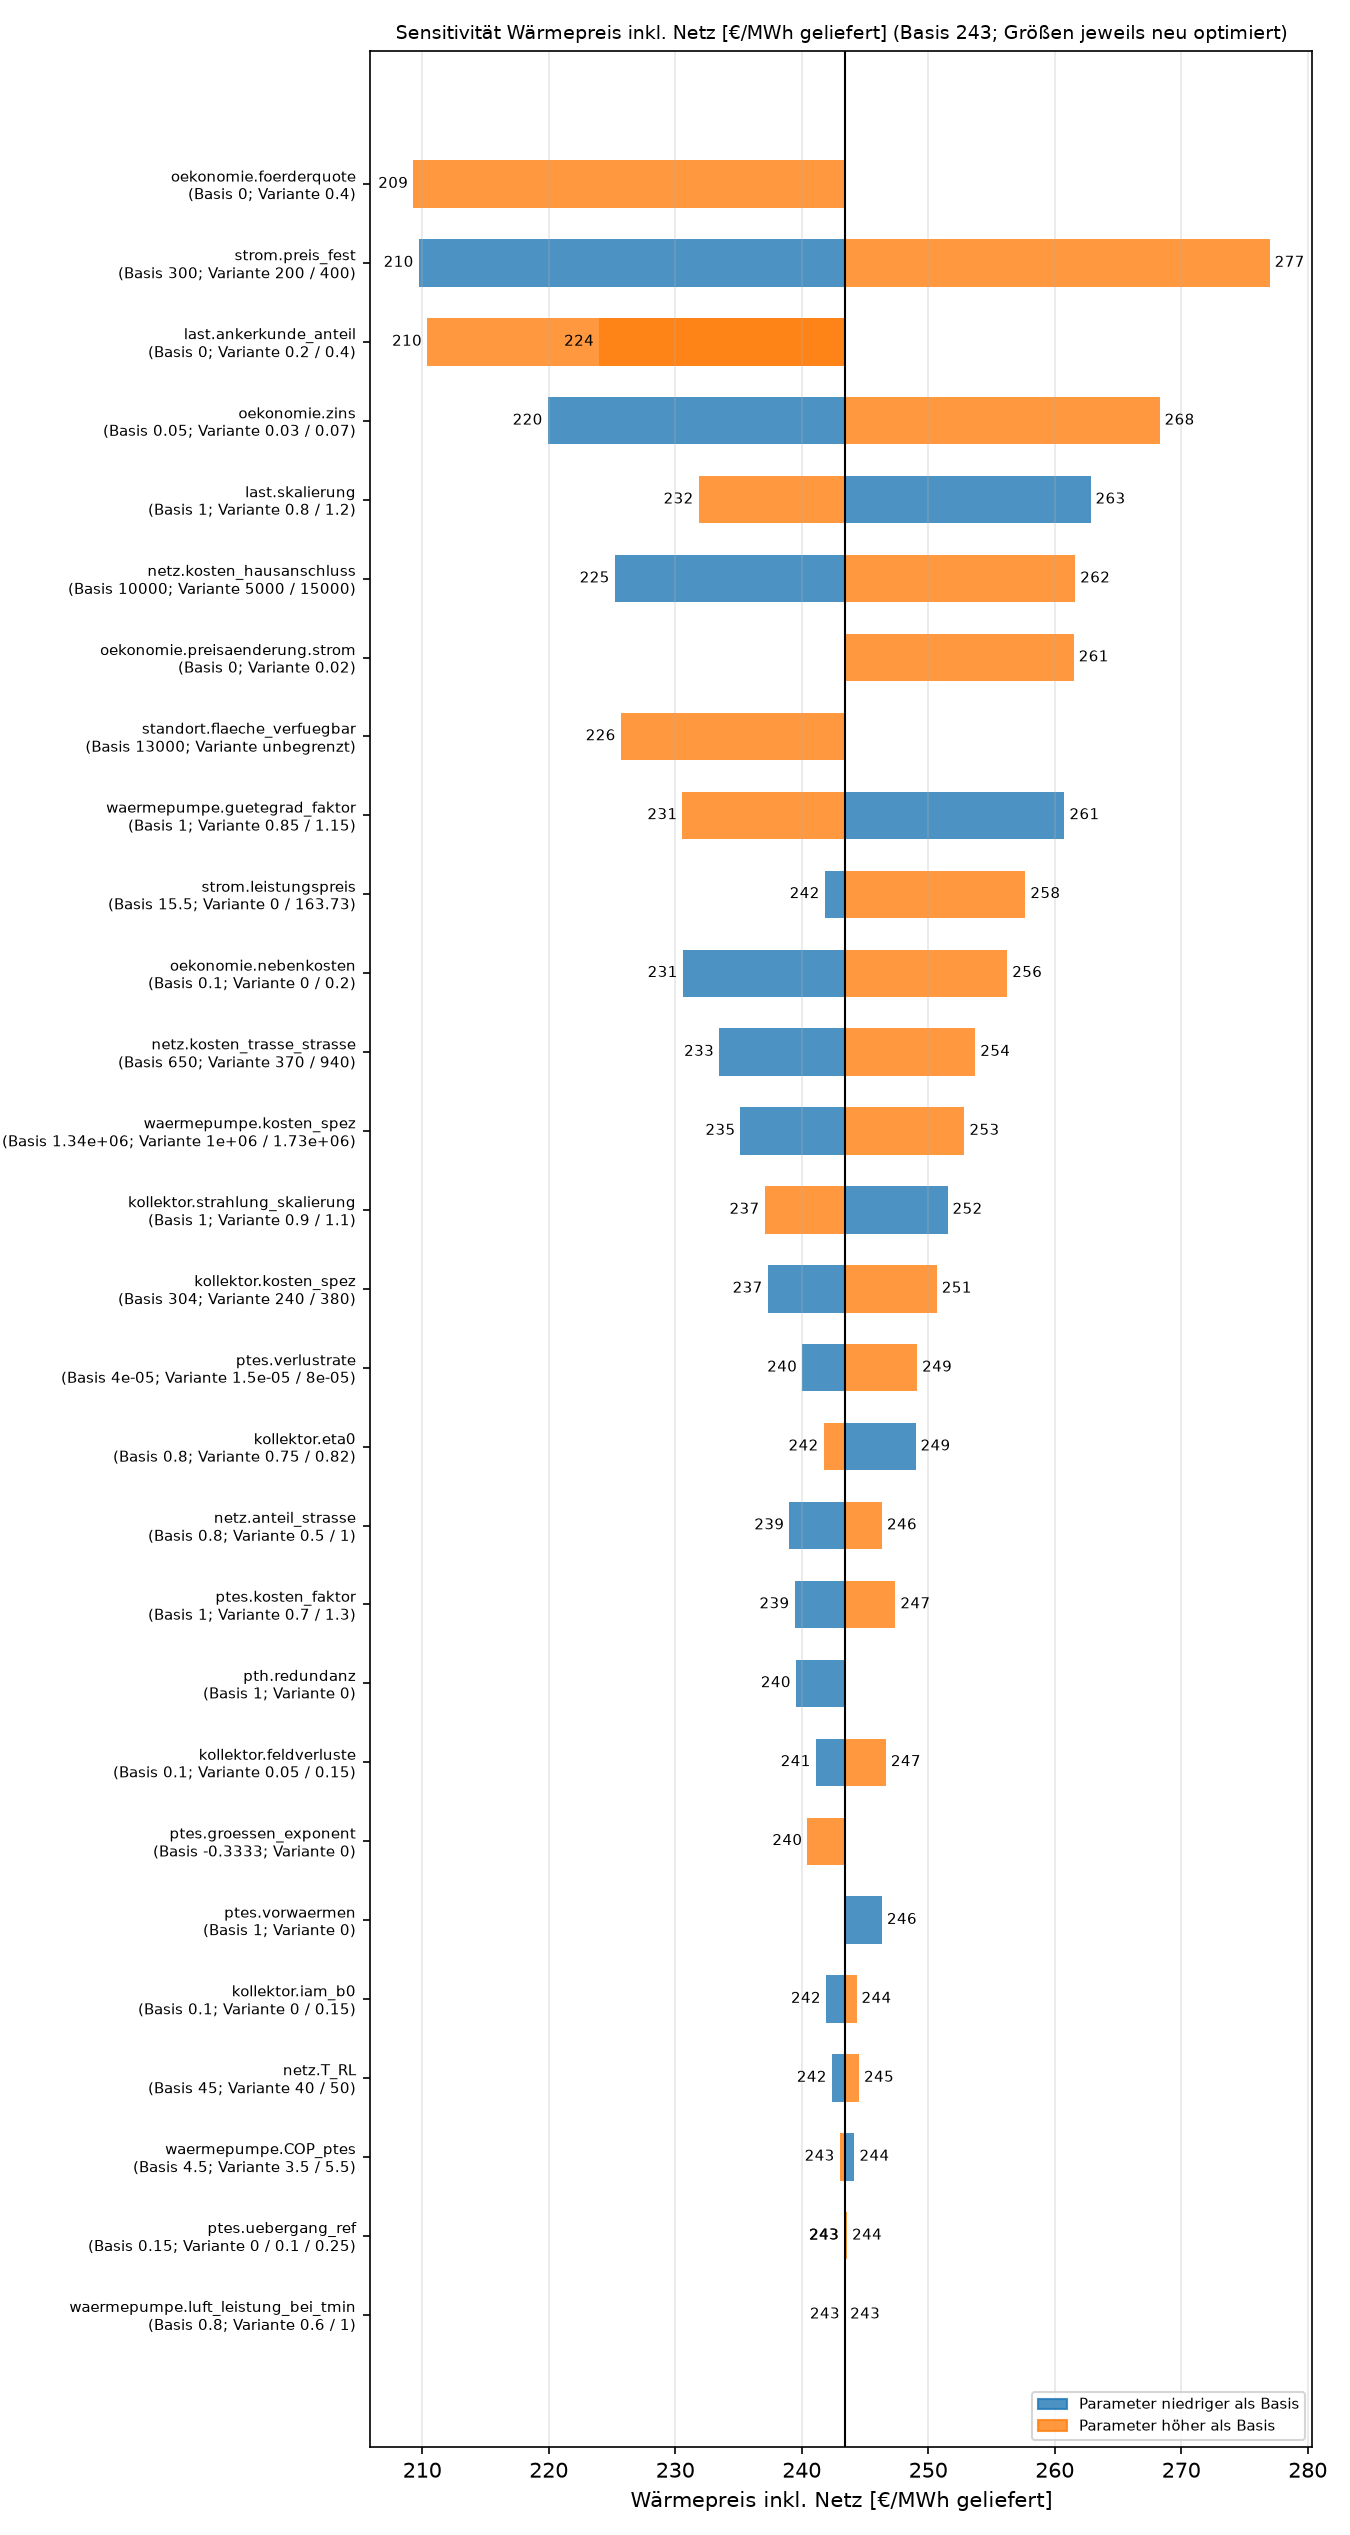 Sensitivität Wärmepreis inkl. Netz [€/MWh geliefert] (Basis 243; Größen jeweils neu optimiert)
oekonomie.foerderquote
(Basis 0; Variante 0.4)
209
strom.preis_fest
(Basis 300; Variante 200 / 400)
210
277
last.ankerkunde_anteil
(Basis 0; Variante 0.2 / 0.4)
210
224
oekonomie.zins
(Basis 0.05; Variante 0.03 / 0.07)
220
268
last.skalierung
(Basis 1; Variante 0.8 / 1.2)
232
263
netz.kosten_hausanschluss
(Basis 10000; Variante 5000 / 15000)
225
262
oekonomie.preisaenderung.strom
(Basis 0; Variante 0.02)
261
standort.flaeche_verfuegbar
(Basis 13000; Variante unbegrenzt)
226
waermepumpe.guetegrad_faktor
(Basis 1; Variante 0.85 / 1.15)
231
261
strom.leistungspreis
(Basis 15.5; Variante 0 / 163.73)
242
258
oekonomie.nebenkosten
(Basis 0.1; Variante 0 / 0.2)
231
256
netz.kosten_trasse_strasse
(Basis 650; Variante 370 / 940)
233
254
waermepumpe.kosten_spez
(Basis 1.34e+06; Variante 1e+06 / 1.73e+06)
235
253
kollektor.strahlung_skalierung
(Basis 1; Variante 0.9 / 1.1)
237
252
kollektor.kosten_spez
(Basis 304; Variante 240 / 380)
237
251
ptes.verlustrate
(Basis 4e-05; Variante 1.5e-05 / 8e-05)
240
249
kollektor.eta0
(Basis 0.8; Variante 0.75 / 0.82)
242
249
netz.anteil_strasse
(Basis 0.8; Variante 0.5 / 1)
239
246
ptes.kosten_faktor
(Basis 1; Variante 0.7 / 1.3)
239
247
pth.redundanz
(Basis 1; Variante 0)
240
kollektor.feldverluste
(Basis 0.1; Variante 0.05 / 0.15)
241
247
ptes.groessen_exponent
(Basis -0.3333; Variante 0)
240
ptes.vorwaermen
(Basis 1; Variante 0)
246
kollektor.iam_b0
(Basis 0.1; Variante 0 / 0.15)
242
244
netz.T_RL
(Basis 45; Variante 40 / 50)
242
245
waermepumpe.COP_ptes
(Basis 4.5; Variante 3.5 / 5.5)
243
244
ptes.uebergang_ref
(Basis 0.15; Variante 0 / 0.1 / 0.25)
243
244
waermepumpe.luft_leistung_bei_tmin
(Basis 0.8; Variante 0.6 / 1)
243
243
Parameter niedriger als Basis
Parameter höher als Basis
210 220 230 240 250 260 270 280
Wärmepreis inkl. Netz [€/MWh geliefert]